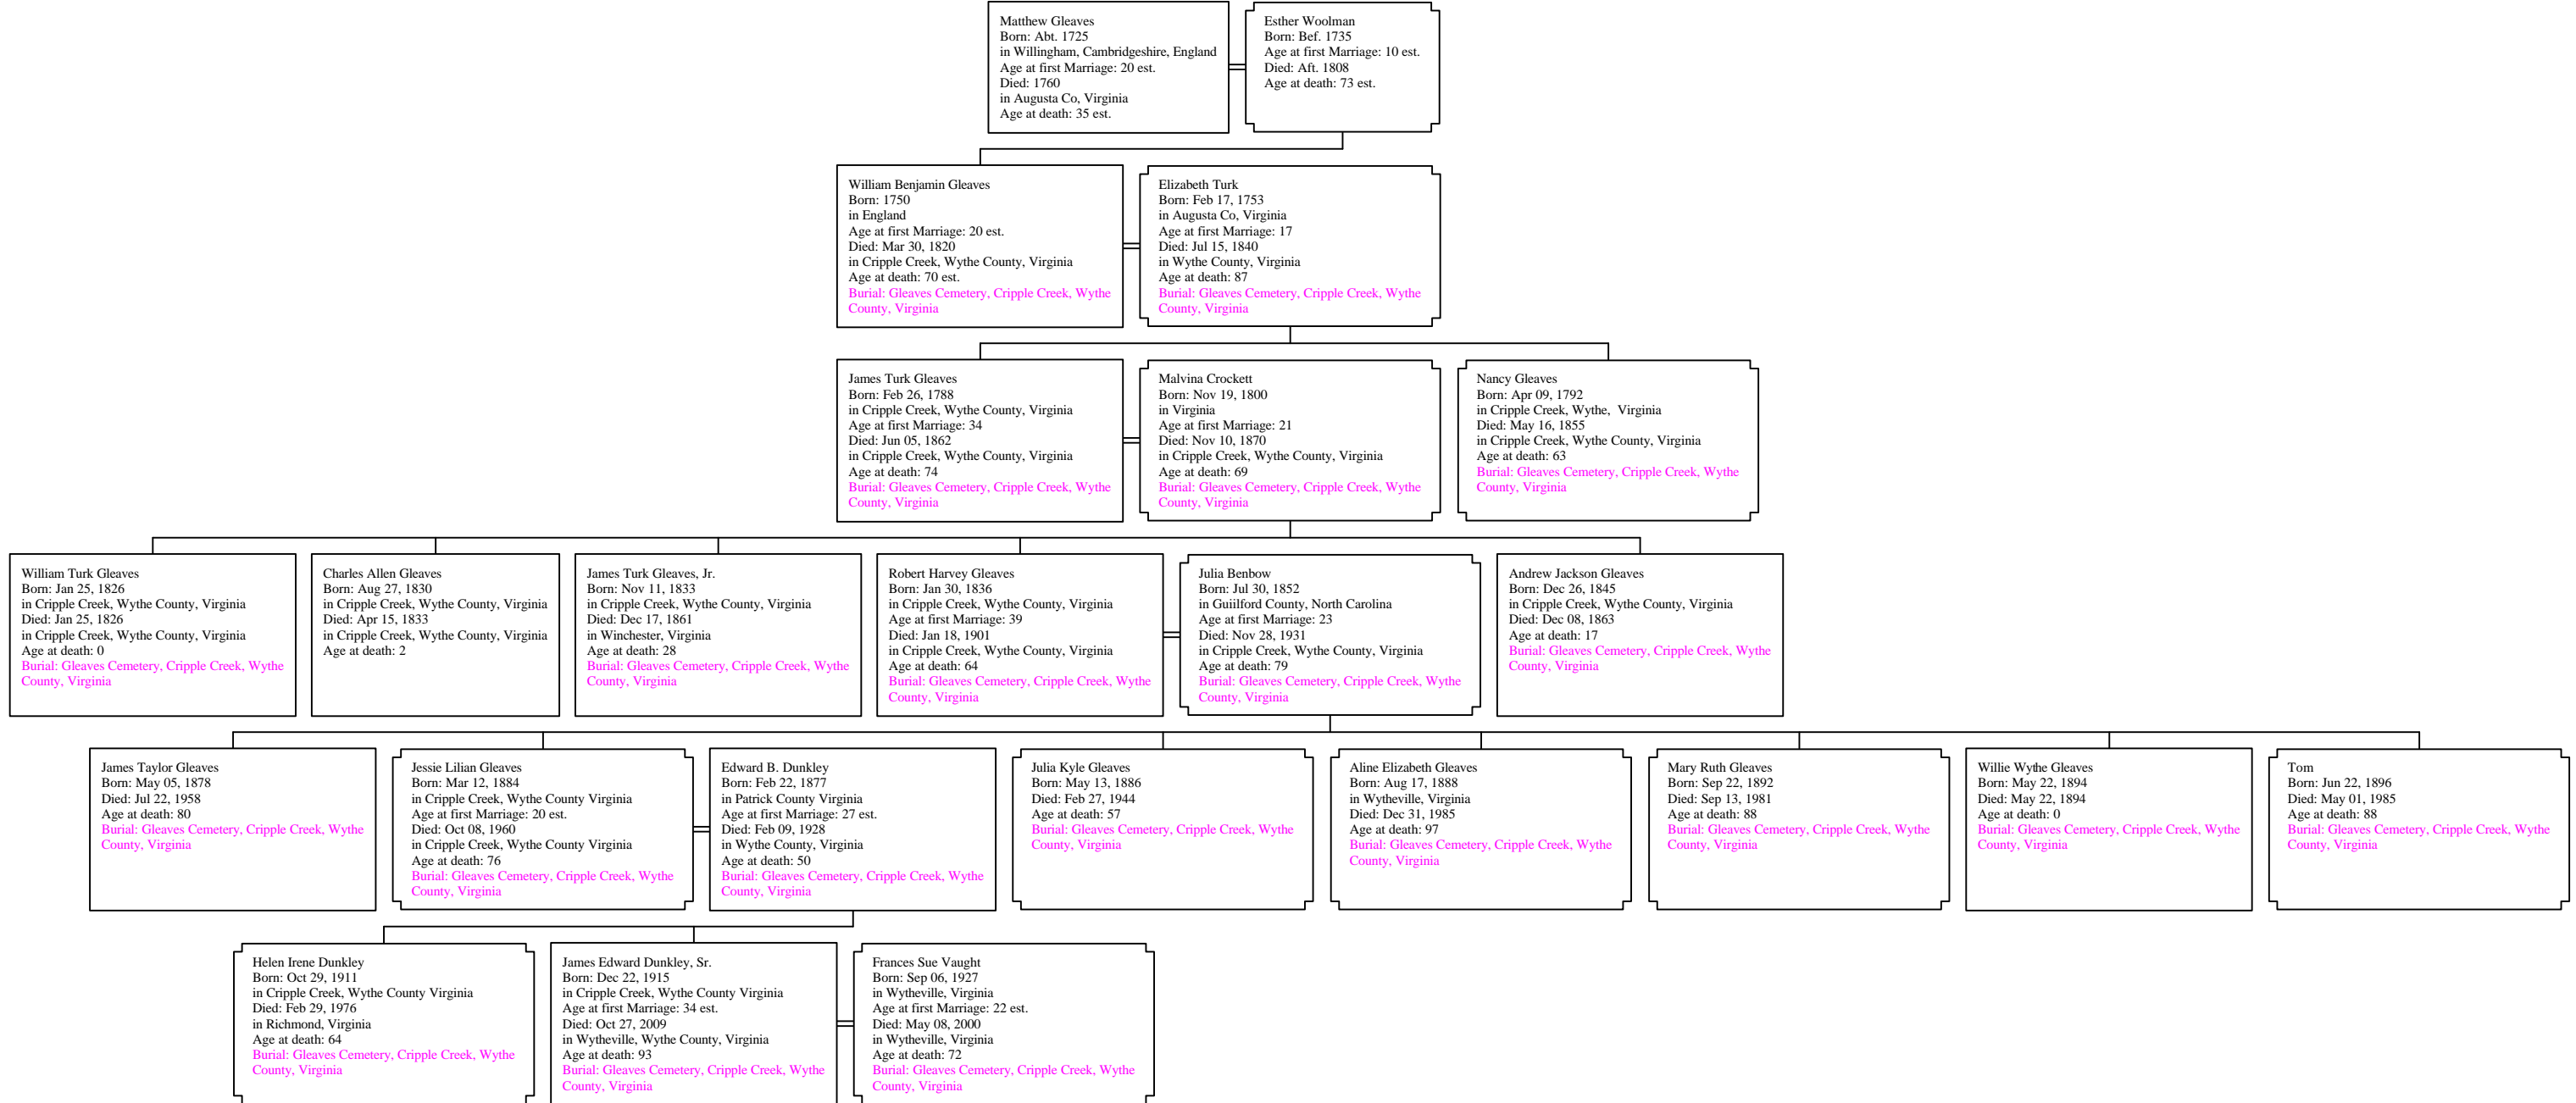 Matthew Gleaves
Born: Abt. 1725
in Willingham, Cambridgeshire, England
Age at first Marriage: 20 est.
Died: 1760
in Augusta Co, Virginia
Age at death: 35 est.
Esther Woolman
Born: Bef. 1735
Age at first Marriage: 10 est.
Died: Aft. 1808
Age at death: 73 est.
William Benjamin Gleaves
Born: 1750
in England
Age at first Marriage: 20 est.
Died: Mar 30, 1820
in Cripple Creek, Wythe County, Virginia
Age at death: 70 est.
Burial: Gleaves Cemetery, Cripple Creek, Wythe
County, Virginia
Elizabeth Turk
Born: Feb 17, 1753
in Augusta Co, Virginia
Age at first Marriage: 17
Died: Jul 15, 1840
in Wythe County, Virginia
Age at death: 87
Burial: Gleaves Cemetery, Cripple Creek, Wythe
County, Virginia
James Turk Gleaves
Born: Feb 26, 1788
in Cripple Creek, Wythe County, Virginia
Age at first Marriage: 34
Died: Jun 05, 1862
in Cripple Creek, Wythe County, Virginia
Age at death: 74
Burial: Gleaves Cemetery, Cripple Creek, Wythe
County, Virginia
Malvina Crockett
Born: Nov 19, 1800
in Virginia
Age at first Marriage: 21
Died: Nov 10, 1870
in Cripple Creek, Wythe County, Virginia
Age at death: 69
Burial: Gleaves Cemetery, Cripple Creek, Wythe
County, Virginia
Nancy Gleaves
Born: Apr 09, 1792
in Cripple Creek, Wythe, Virginia
Died: May 16, 1855
in Cripple Creek, Wythe County, Virginia
Age at death: 63
Burial: Gleaves Cemetery, Cripple Creek, Wythe
County, Virginia
William Turk Gleaves
Born: Jan 25, 1826
in Cripple Creek, Wythe County, Virginia
Died: Jan 25, 1826
in Cripple Creek, Wythe County, Virginia
Age at death: 0
Burial: Gleaves Cemetery, Cripple Creek, Wythe
County, Virginia
Charles Allen Gleaves
Born: Aug 27, 1830
in Cripple Creek, Wythe County, Virginia
Died: Apr 15, 1833
in Cripple Creek, Wythe County, Virginia
Age at death: 2
James Turk Gleaves, Jr.
Born: Nov 11, 1833
in Cripple Creek, Wythe County, Virginia
Died: Dec 17, 1861
in Winchester, Virginia
Age at death: 28
Burial: Gleaves Cemetery, Cripple Creek, Wythe
County, Virginia
Robert Harvey Gleaves
Born: Jan 30, 1836
in Cripple Creek, Wythe County, Virginia
Age at first Marriage: 39
Died: Jan 18, 1901
in Cripple Creek, Wythe County, Virginia
Age at death: 64
Burial: Gleaves Cemetery, Cripple Creek, Wythe
County, Virginia
Julia Benbow
Born: Jul 30, 1852
in Guiilford County, North Carolina
Age at first Marriage: 23
Died: Nov 28, 1931
in Cripple Creek, Wythe County, Virginia
Age at death: 79
Burial: Gleaves Cemetery, Cripple Creek, Wythe
County, Virginia
Andrew Jackson Gleaves
Born: Dec 26, 1845
in Cripple Creek, Wythe County, Virginia
Died: Dec 08, 1863
Age at death: 17
Burial: Gleaves Cemetery, Cripple Creek, Wythe
County, Virginia
James Taylor Gleaves
Born: May 05, 1878
Died: Jul 22, 1958
Age at death: 80
Burial: Gleaves Cemetery, Cripple Creek, Wythe
County, Virginia
Jessie Lilian Gleaves
Born: Mar 12, 1884
in Cripple Creek, Wythe County Virginia
Age at first Marriage: 20 est.
Died: Oct 08, 1960
in Cripple Creek, Wythe County Virginia
Age at death: 76
Burial: Gleaves Cemetery, Cripple Creek, Wythe
County, Virginia
Edward B. Dunkley
Born: Feb 22, 1877
in Patrick County Virginia
Age at first Marriage: 27 est.
Died: Feb 09, 1928
in Wythe County, Virginia
Age at death: 50
Burial: Gleaves Cemetery, Cripple Creek, Wythe
County, Virginia
Julia Kyle Gleaves
Born: May 13, 1886
Died: Feb 27, 1944
Age at death: 57
Burial: Gleaves Cemetery, Cripple Creek, Wythe
County, Virginia
Aline Elizabeth Gleaves
Born: Aug 17, 1888
in Wytheville, Virginia
Died: Dec 31, 1985
Age at death: 97
Burial: Gleaves Cemetery, Cripple Creek, Wythe
County, Virginia
Mary Ruth Gleaves
Born: Sep 22, 1892
Died: Sep 13, 1981
Age at death: 88
Burial: Gleaves Cemetery, Cripple Creek, Wythe
County, Virginia
Willie Wythe Gleaves
Born: May 22, 1894
Died: May 22, 1894
Age at death: 0
Burial: Gleaves Cemetery, Cripple Creek, Wythe
County, Virginia
Tom
Born: Jun 22, 1896
Died: May 01, 1985
Age at death: 88
Burial: Gleaves Cemetery, Cripple Creek, Wythe
County, Virginia
Helen Irene Dunkley
Born: Oct 29, 1911
in Cripple Creek, Wythe County Virginia
Died: Feb 29, 1976
in Richmond, Virginia
Age at death: 64
Burial: Gleaves Cemetery, Cripple Creek, Wythe
County, Virginia
James Edward Dunkley, Sr.
Born: Dec 22, 1915
in Cripple Creek, Wythe County Virginia
Age at first Marriage: 34 est.
Died: Oct 27, 2009
in Wytheville, Wythe County, Virginia
Age at death: 93
Burial: Gleaves Cemetery, Cripple Creek, Wythe
County, Virginia
Frances Sue Vaught
Born: Sep 06, 1927
in Wytheville, Virginia
Age at first Marriage: 22 est.
Died: May 08, 2000
in Wytheville, Virginia
Age at death: 72
Burial: Gleaves Cemetery, Cripple Creek, Wythe
County, Virginia